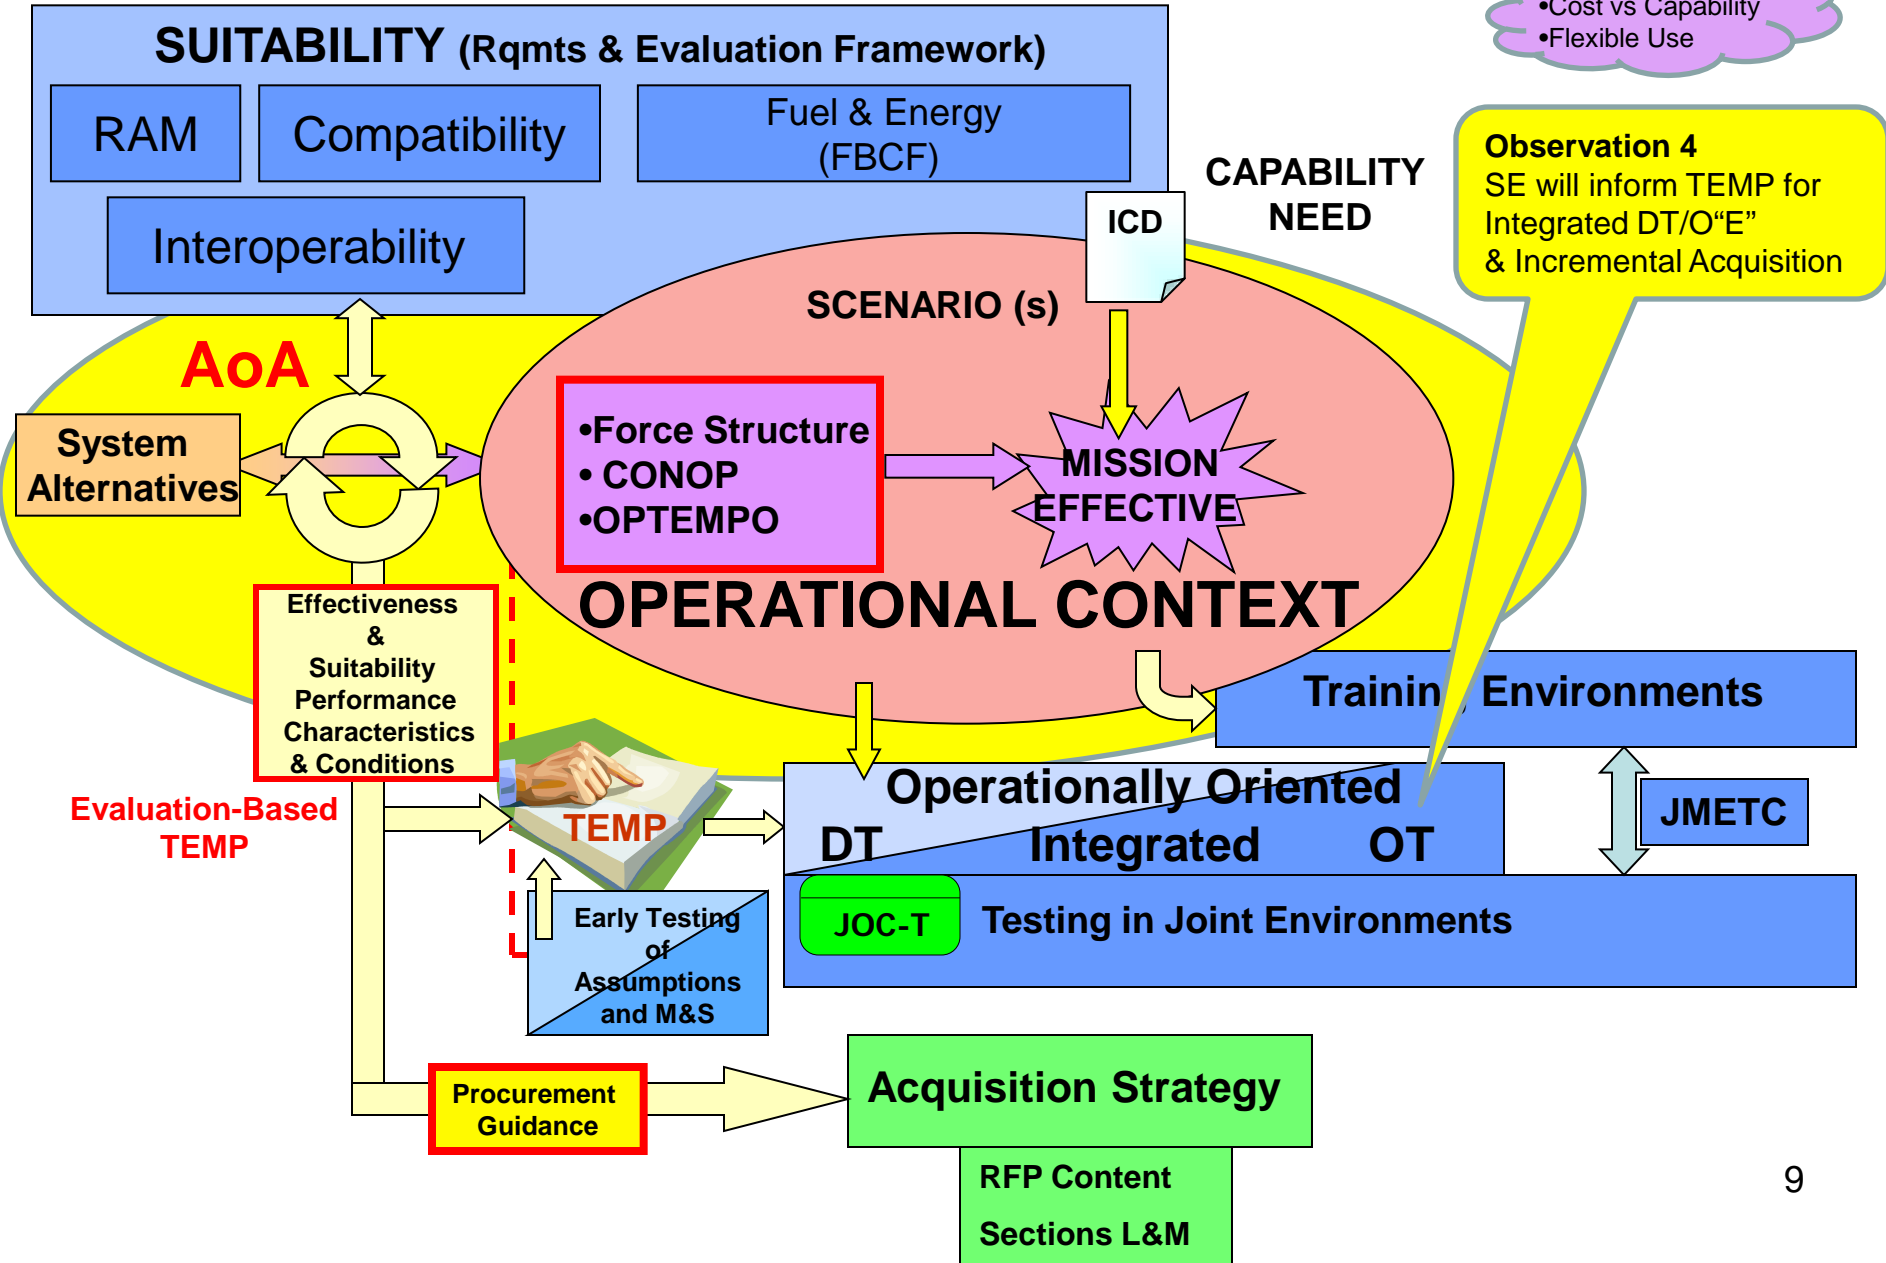 •Cost vs Capability
•Flexible Use
SUITABILITY (Rqmts & Evaluation Framework)
RAM
Compatibility
Fuel & Energy
(FBCF)
Interoperability
CAPABILITY
NEED
ICD
Observation 4
SE will inform TEMP for
Integrated DT/O“E”
& Incremental Acquisition
SCENARIO (s)
AoA
System
Alternatives
•Force Structure
• CONOP
•OPTEMPO
MISSION
EFFECTIVE
OPERATIONAL CONTEXT
Effectiveness
&
Suitability
Performance
Characteristics
& Conditions
Training Environments
Evaluation-Based
TEMP
TEMP
Operationally Oriented
DT Integrated OT
JMETC
JOC-T
Testing in Joint Environments
Early Testing
of
Assumptions
and M&S
Procurement
Guidance
Acquisition Strategy
RFP Content
Sections L&M
9